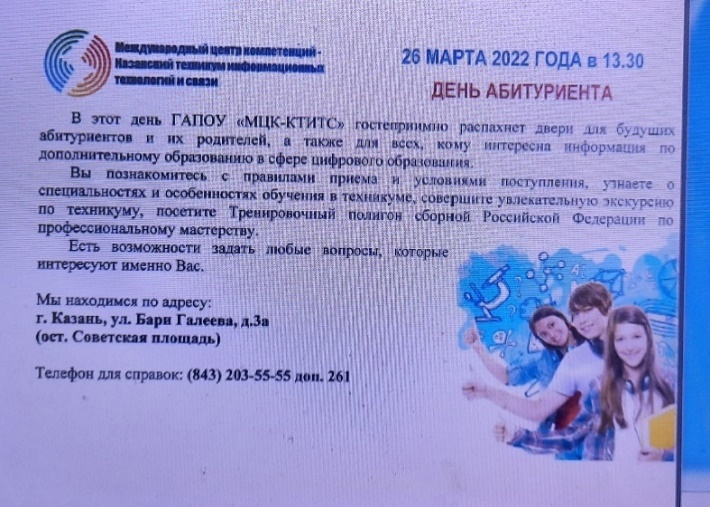 Международный центр компетенций -
Казанский техникум информационных
технологий и связи
26 МАРТА 2022 ГОДА в 13.30
ДЕНЬ АБИТУРИЕНТА
В этот день ГАПОУ «МЦК-КТИТС» гостеприимно распахнет двери для будущих
абитуриентов и их родителей, а также для всех, кому интересна информация по
дополнительному образованию в сфере цифрового образования.
Вы познакомитесь с правилами приема и условиями поступления, узнаете о
специальностях и особенностях обучения в техникуме, совершите увлекательную экскурсию
по техникуму, посетите Тренировочный полигон сборной Российской Федерации по
профессиональному мастерству.
Есть возможности задать любые вопросы, которые
интересуют именно Вас.
Мы находимся по адресу:
г. Казань, ул. Бари Галеева, д.3а
(ост. Советская площадь)
Телефон для справок: (843) 203-55-55 доп. 261